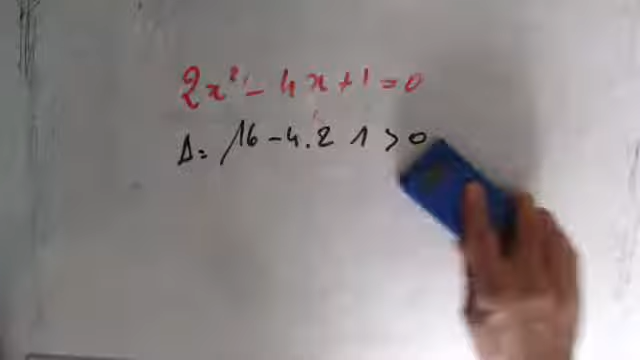 2x² - 4x + 1 = 0
Δ = 16 - 4.2 1 > 0